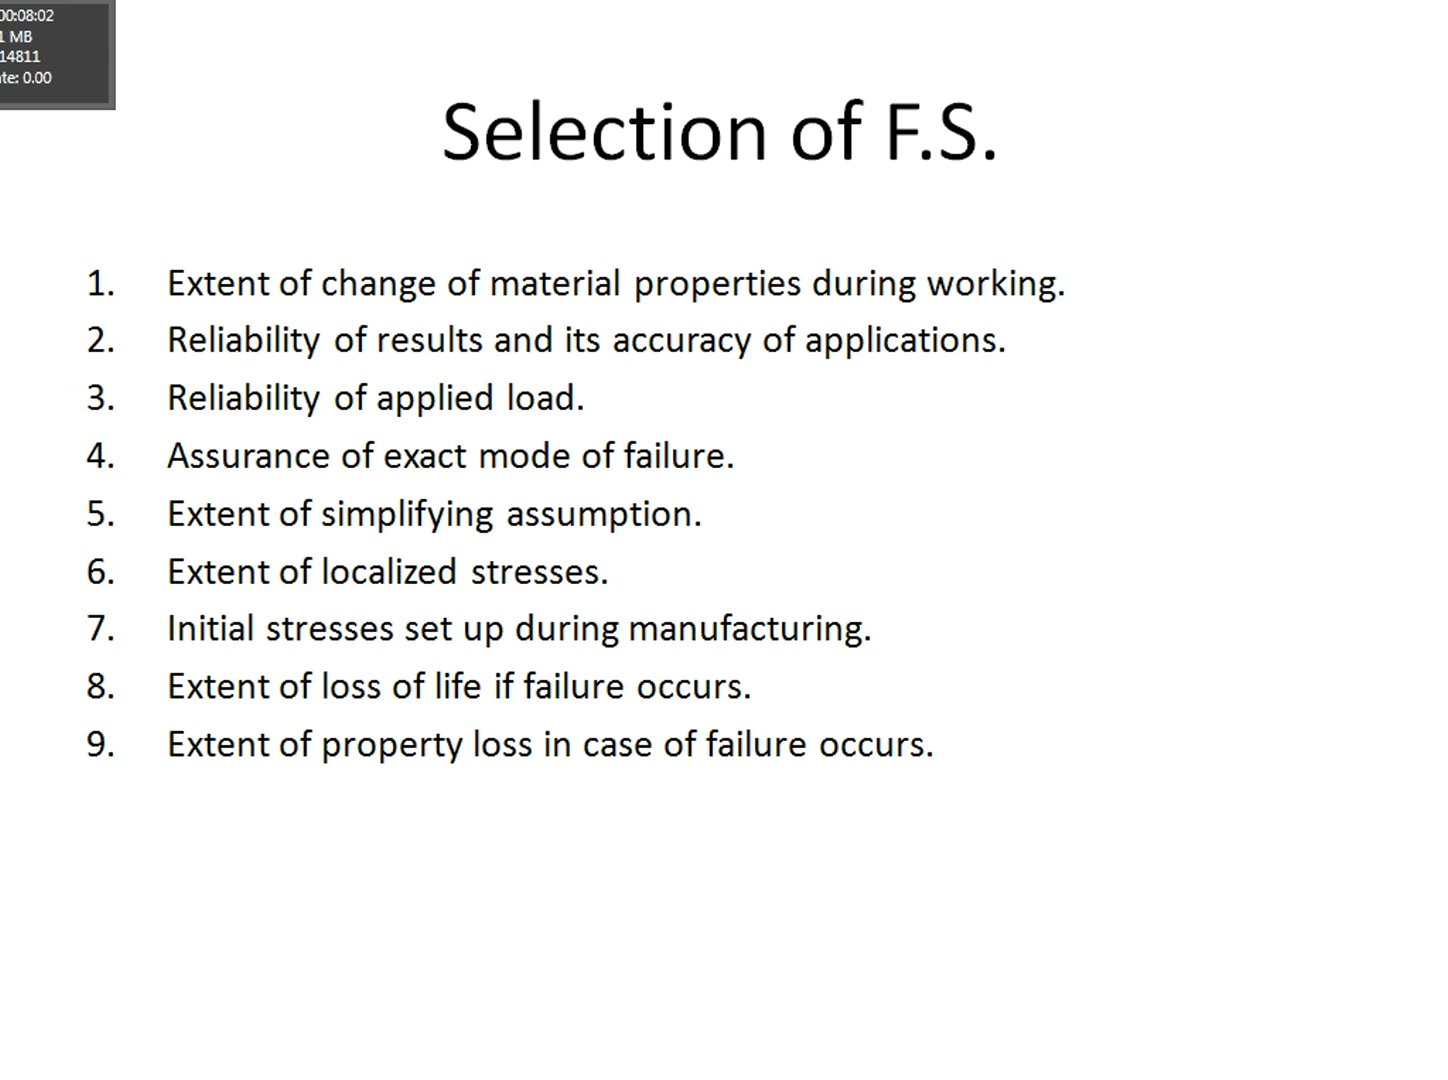 00:08:02
1 MB
14811
ate: 0.00
Selection of F.S.
1. Extent of change of material properties during working.
2. Reliability of results and its accuracy of applications.
3. Reliability of applied load.
4. Assurance of exact mode of failure.
5. Extent of simplifying assumption.
6. Extent of localized stresses.
7. Initial stresses set up during manufacturing.
8. Extent of loss of life if failure occurs.
9. Extent of property loss in case of failure occurs.